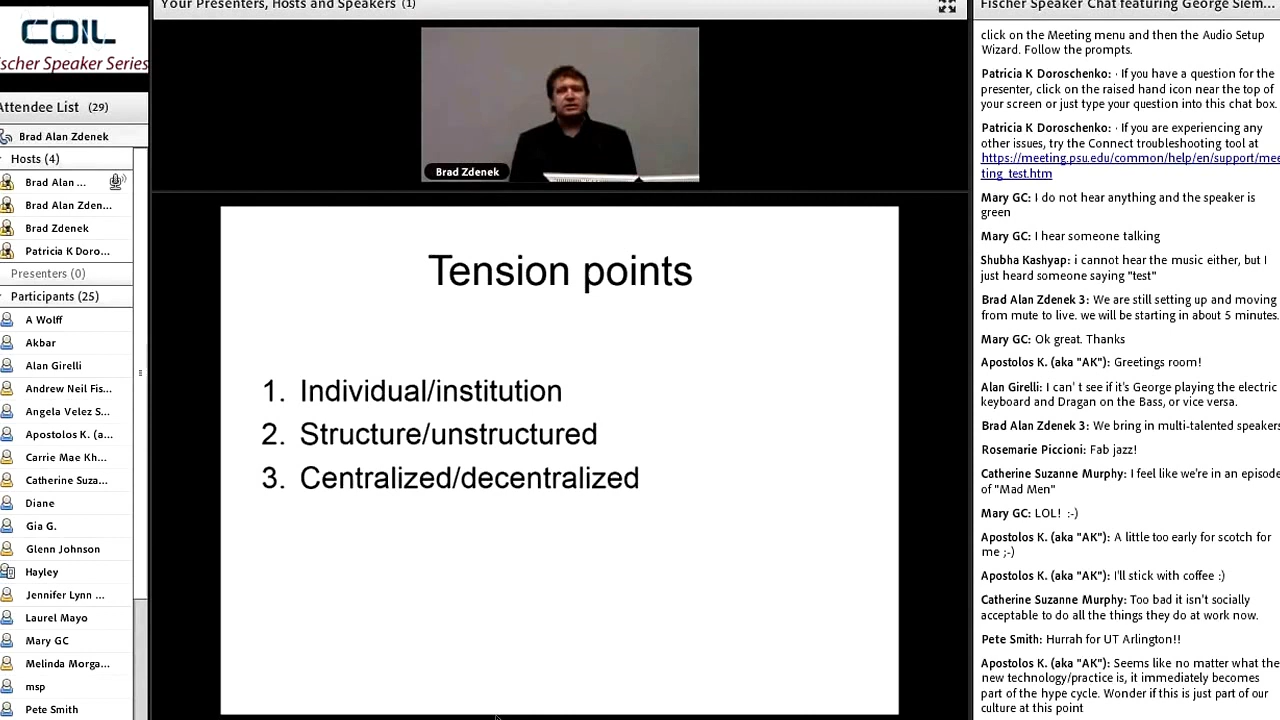 Your Presenters, Hosts and Speakers (1)
COIL
ischer Speaker Series
Attendee List (29)
Brad Alan Zdenek
Hosts (4)
Brad Alan ...
Brad Alan Zden...
Brad Zdenek
Patricia K Doro...
Presenters (0)
Participants (25)
A Wolff
Akbar
Alan Girelli
Andrew Neil Fis...
Angela Velez S...
Apostolos K. (a...
Carrie Mae Kh...
Catherine Suza...
Diane
Gia G.
Glenn Johnson
Hayley
Jennifer Lynn ...
Laurel Mayo
Mary GC
Melinda Morga...
msp
Pete Smith
Brad Zdenek
Tension points
1. Individual/institution
2. Structure/unstructured
3. Centralized/decentralized
Fischer Speaker Chat featuring George Siem...
click on the Meeting menu and then the Audio Setup
Wizard. Follow the prompts.
Patricia K Doroschenko: · If you have a question for the
presenter, click on the raised hand icon near the top of
your screen or just type your question into this chat box.
Patricia K Doroschenko: · If you are experiencing any
other issues, try the Connect troubleshooting tool at
https://meeting.psu.edu/common/help/en/support/mee
ting_test.htm
Mary GC: I do not hear anything and the speaker is
green
Mary GC: I hear someone talking
Shubha Kashyap: i cannot hear the music either, but I
just heard someone saying "test"
Brad Alan Zdenek 3: We are still setting up and moving
from mute to live. we will be starting in about 5 minutes.
Mary GC: Ok great. Thanks
Apostolos K. (aka "AK"): Greetings room!
Alan Girelli: I can' t see if it's George playing the electric
keyboard and Dragan on the Bass, or vice versa.
Brad Alan Zdenek 3: We bring in multi-talented speakers
Rosemarie Piccioni: Fab jazz!
Catherine Suzanne Murphy: I feel like we're in an episode
of "Mad Men"
Mary GC: LOL! :-)
Apostolos K. (aka "AK"): A little too early for scotch for
me ;-)
Apostolos K. (aka "AK"): I'll stick with coffee :)
Catherine Suzanne Murphy: Too bad it isn't socially
acceptable to do all the things they do at work now.
Pete Smith: Hurrah for UT Arlington!!
Apostolos K. (aka "AK"): Seems like no matter what the
new technology/practice is, it immediately becomes
part of the hype cycle. Wonder if this is just part of our
culture at this point